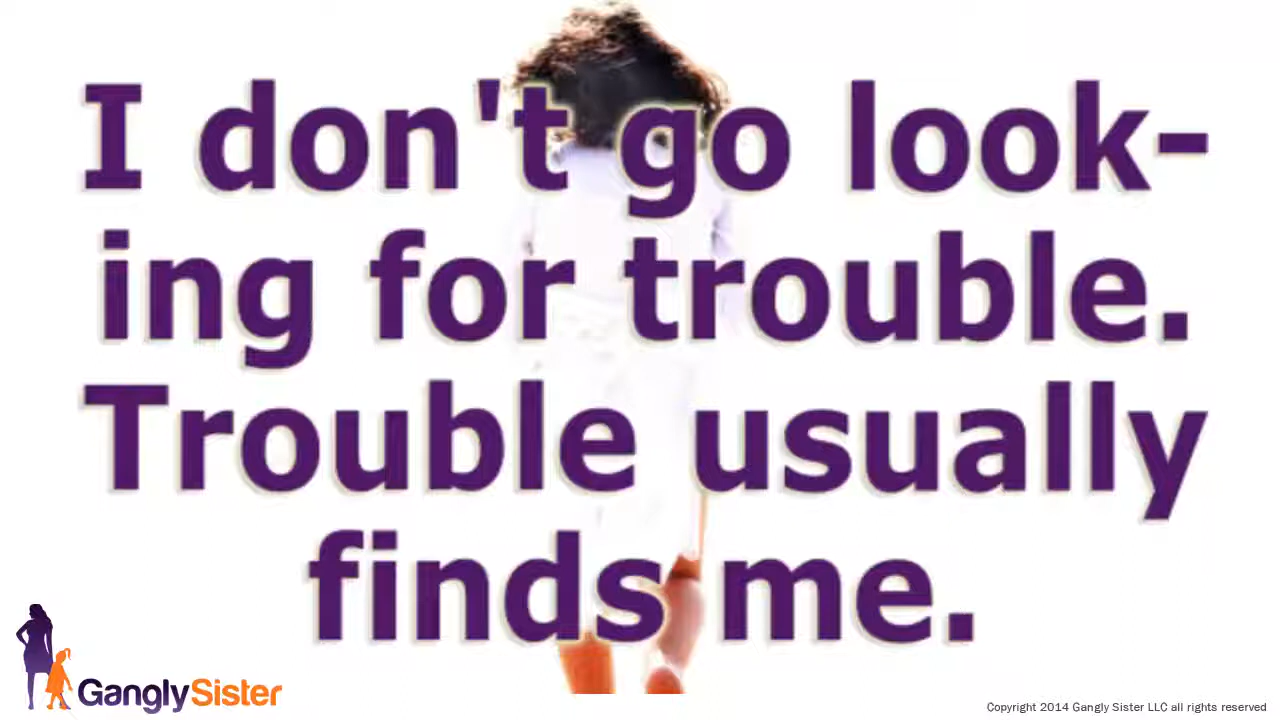 I don't go look-
ing for trouble.
Trouble usually
finds me.
GanglySister
Copyright 2014 Gangly Sister LLC all rights reserved